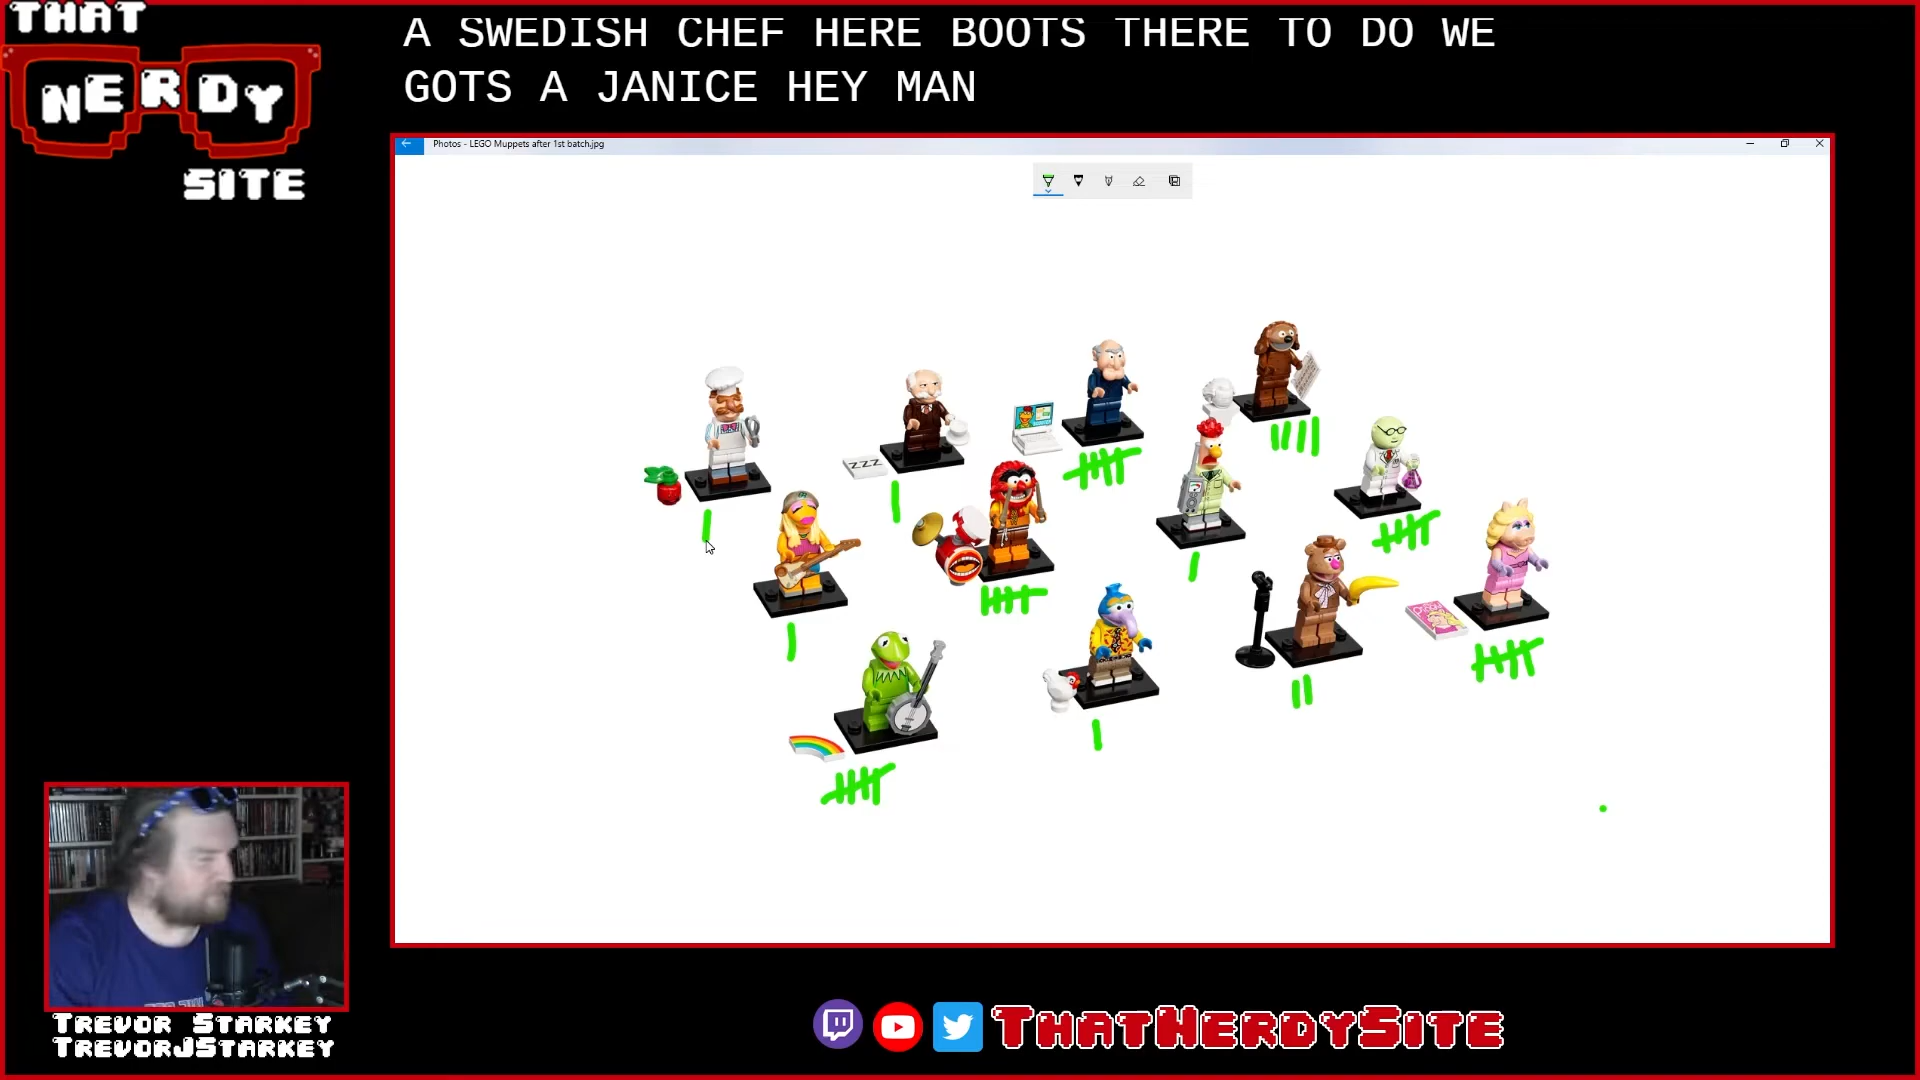 THAT
NERDY
SITE
A SWEDISH CHEF HERE BOOTS THERE TO DO WE
GOTS A JANICE HEY MAN
Photos - LEGO Muppets after 1st batch.jpg
ZZZ
TREVOR STARKEY
TREVORJSTARKEY
THATNERDYSITE